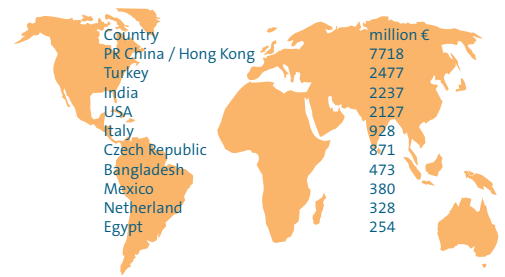 Country million €
PR China / Hong Kong 7718
Turkey 2477
India 2237
USA 2127
Italy 928
Czech Republic 871
Bangladesh 473
Mexico 380
Netherland 328
Egypt 254